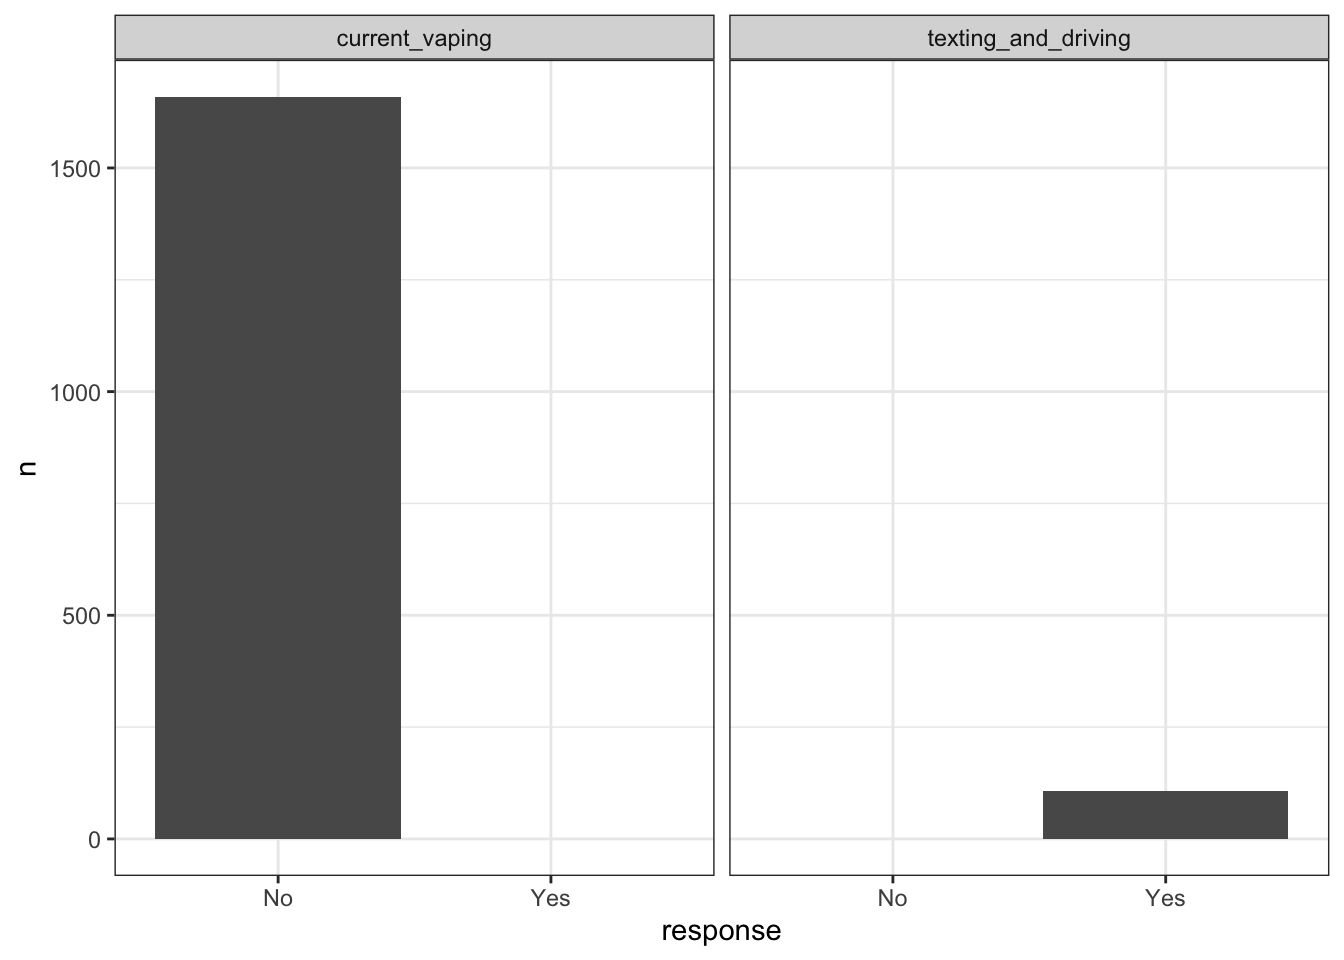 current_vaping
texting_and_driving
1500
1000
500
0
n
No
Yes
No
Yes
response